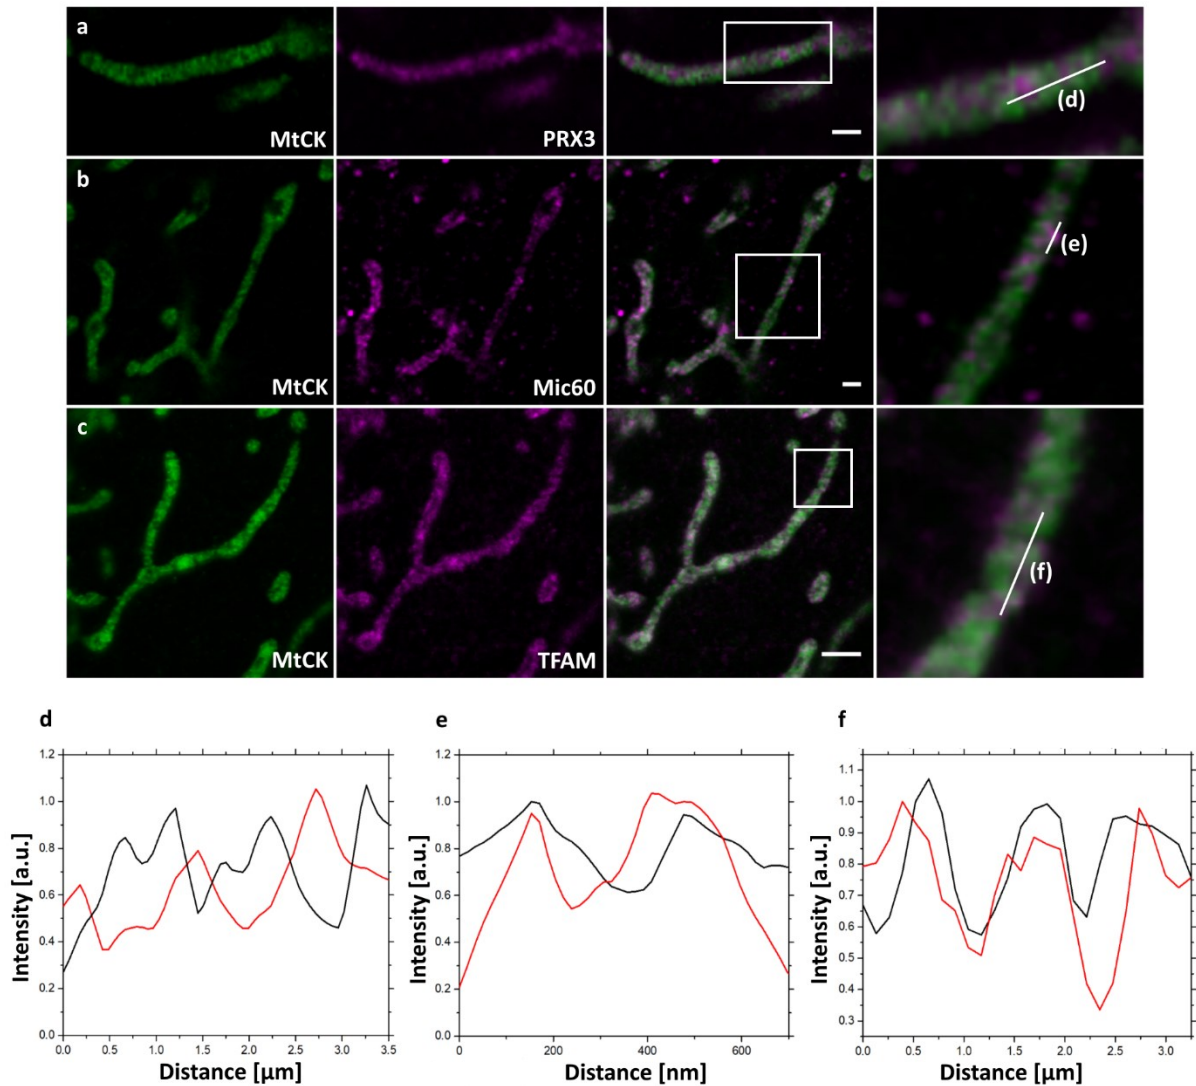 a
MtCK
PRX3
(d)
b
MtCK
Mic60
(e)
c
MtCK
TFAM
(f)
d
e
f
1.2
1.0
0.8
0.6
0.4
0.2
0.0
Intensity [a.u.]
0.0 0.5 1.0 1.5 2.0 2.5 3.0 3.5
Distance [µm]
1.2
1.0
0.8
0.6
0.4
0.2
0.0
Intensity [a.u.]
0 200 400 600
Distance [nm]
1.1
1.0
0.9
0.8
0.7
0.6
0.5
0.4
0.3
Intensity [a.u.]
0.0 0.5 1.0 1.5 2.0 2.5 3.0
Distance [µm]